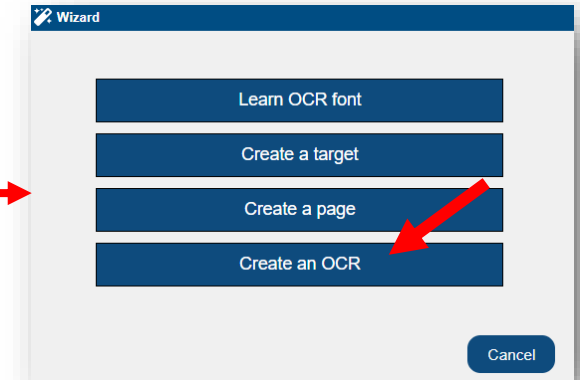 Wizard
Learn OCR font
Create a target
Create a page
Create an OCR
Cancel